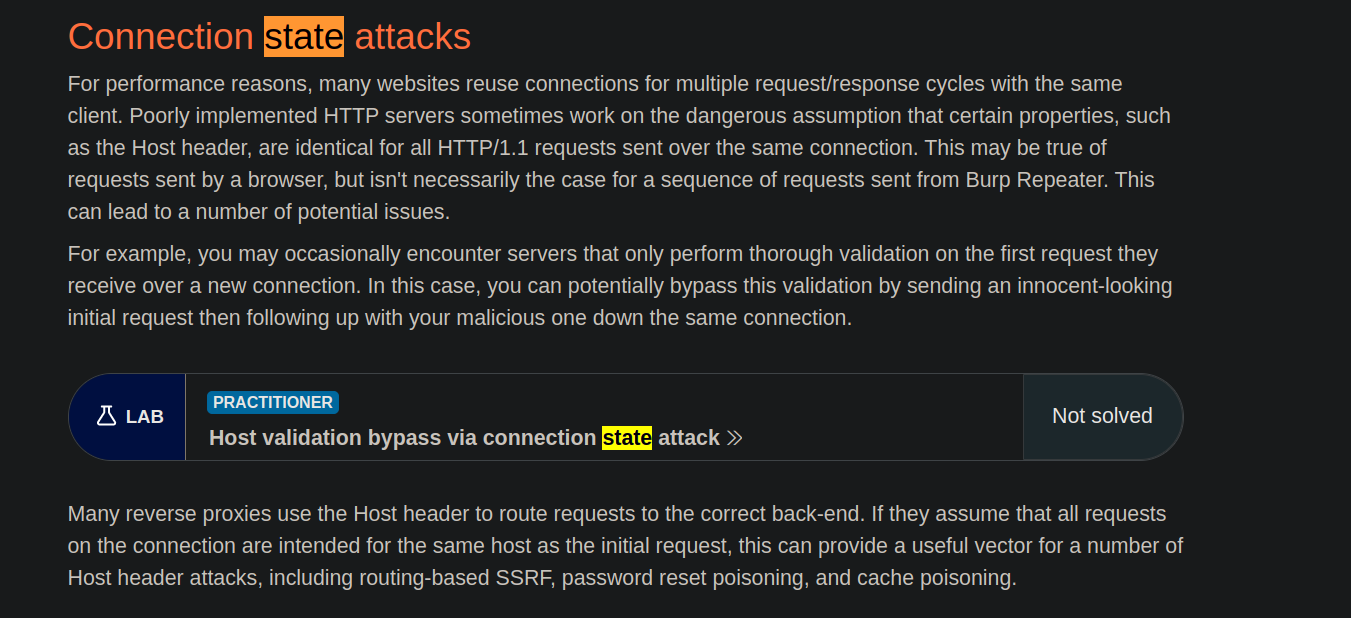 Connection state attacks
For performance reasons, many websites reuse connections for multiple request/response cycles with the same
client. Poorly implemented HTTP servers sometimes work on the dangerous assumption that certain properties, such
as the Host header, are identical for all HTTP/1.1 requests sent over the same connection. This may be true of
requests sent by a browser, but isn't necessarily the case for a sequence of requests sent from Burp Repeater. This
can lead to a number of potential issues.
For example, you may occasionally encounter servers that only perform thorough validation on the first request they
receive over a new connection. In this case, you can potentially bypass this validation by sending an innocent-looking
initial request then following up with your malicious one down the same connection.
LAB
PRACTITIONER
Host validation bypass via connection state attack
Not solved
Many reverse proxies use the Host header to route requests to the correct back-end. If they assume that all requests
on the connection are intended for the same host as the initial request, this can provide a useful vector for a number of
Host header attacks, including routing-based SSRF, password reset poisoning, and cache poisoning.